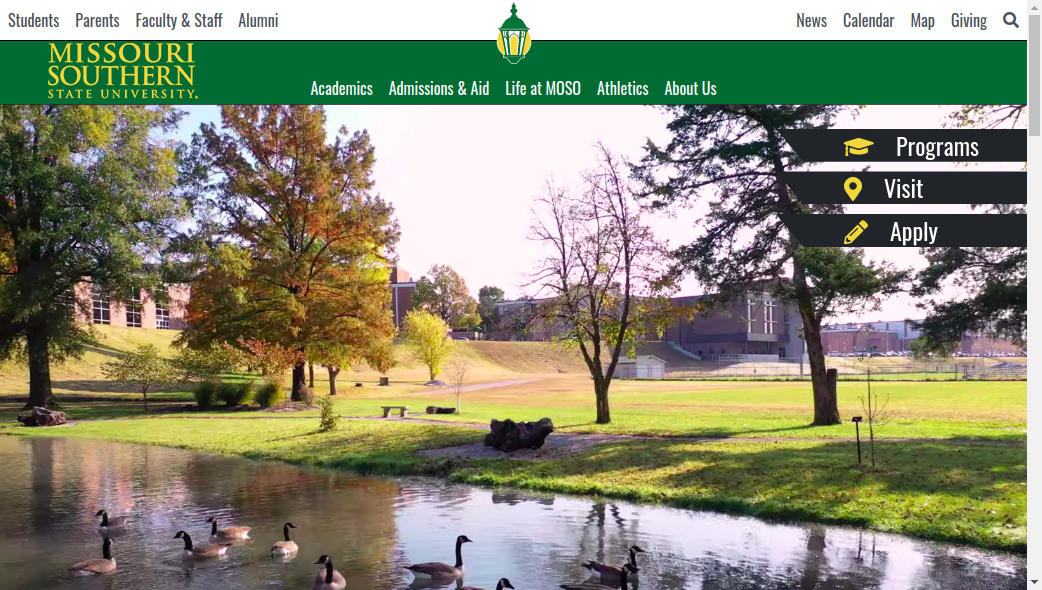 Students Parents Faculty & Staff Alumni News Calendar Map Giving
MISSOURI
SOUTHERN
STATE UNIVERSITY.
Academics Admissions & Aid Life at MOSO Athletics About Us
Programs
Visit
Apply